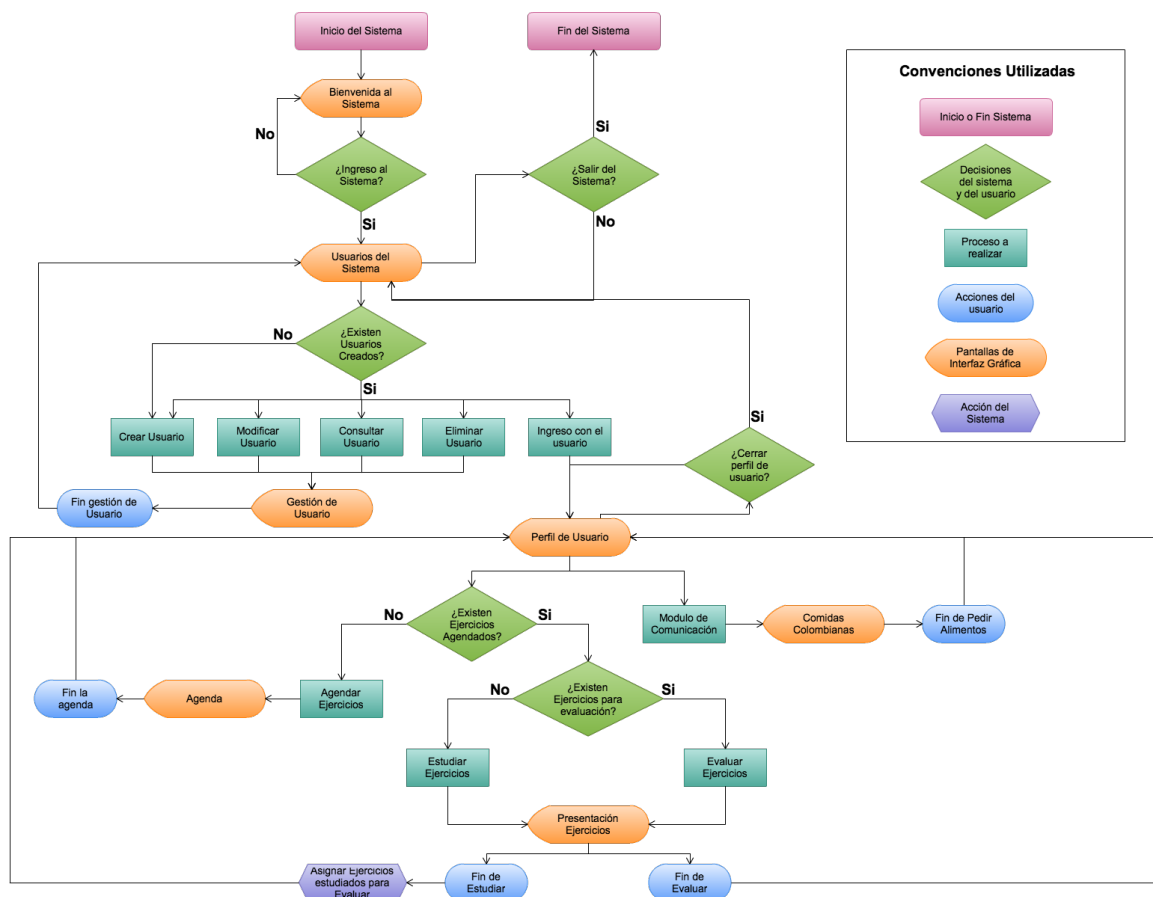 Inicio del Sistema
Fin del Sistema
Convenciones Utilizadas
Bienvenida al
Sistema
Inicio o Fin Sistema
No
Si
¿Ingreso al
Sistema?
¿Salir del
Sistema?
Decisiones
del sistema
y del usuario
Si
No
Proceso a
realizar
Usuarios del
Sistema
Acciones del
usuario
No
¿Existen
Usuarios
Creados?
Pantallas de
Interfaz Gráfica
Si
Si
Acción del
Sistema
Crear Usuario
Modificar
Usuario
Consultar
Usuario
Eliminar
Usuario
Ingreso con el
usuario
¿Cerrar
perfil de
usuario?
Fin gestión de
Usuario
Gestión de
Usuario
Perfil de Usuario
No
¿Existen
Ejercicios
Agendados?
Si
Modulo de
Comunicación
Comidas
Colombianas
Fin de Pedir
Alimentos
Fin la
agenda
Agenda
Agendar
Ejercicios
No
¿Existen
Ejercicios para
evaluación?
Si
Estudiar
Ejercicios
Evaluar
Ejercicios
Presentación
Ejercicios
Asignar Ejercicios
estudiados para
Evaluar
Fin de
Estudiar
Fin de
Evaluar